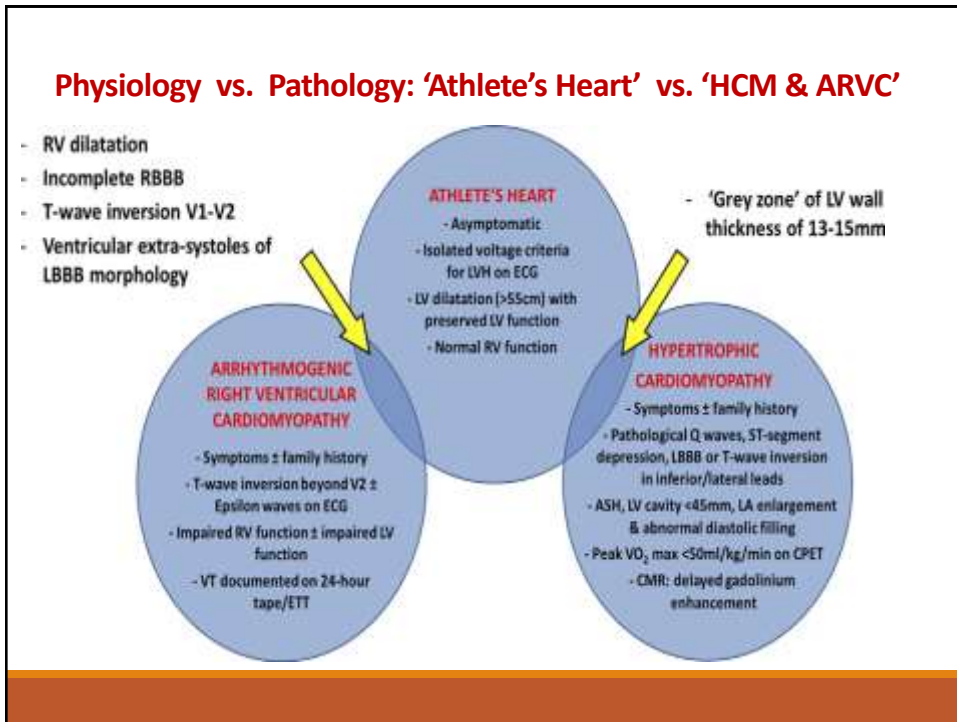 Physiology vs. Pathology: ‘Athlete’s Heart’ vs. ‘HCM & ARVC’
- RV dilatation
- Incomplete RBBB
- T-wave inversion V1-V2
- Ventricular extra-systoles of
LBBB morphology
ATHLETE'S HEART
- Asymptomatic
- Isolated voltage criteria
for LVH on ECG
- LV dilatation (>55cm) with
preserved LV function
- Normal RV function
- ‘Grey zone’ of LV wall
thickness of 13-15mm
ARRHYTHMOGENIC
RIGHT VENTRICULAR
CARDIOMYOPATHY
- Symptoms ± family history
- T-wave inversion beyond V2 ±
Epsilon waves on ECG
- Impaired RV function ± impaired LV
function
- VT documented on 24-hour
tape/ETT
HYPERTROPHIC
CARDIOMYOPATHY
- Symptoms ± family history
- Pathological Q waves, ST-segment
depression, LBBB or T-wave inversion
in inferior/lateral leads
- ASH, LV cavity <45mm, LA enlargement
& abnormal diastolic filling
- Peak VO₂ max <50ml/kg/min on CPET
- CMR: delayed gadolinium
enhancement